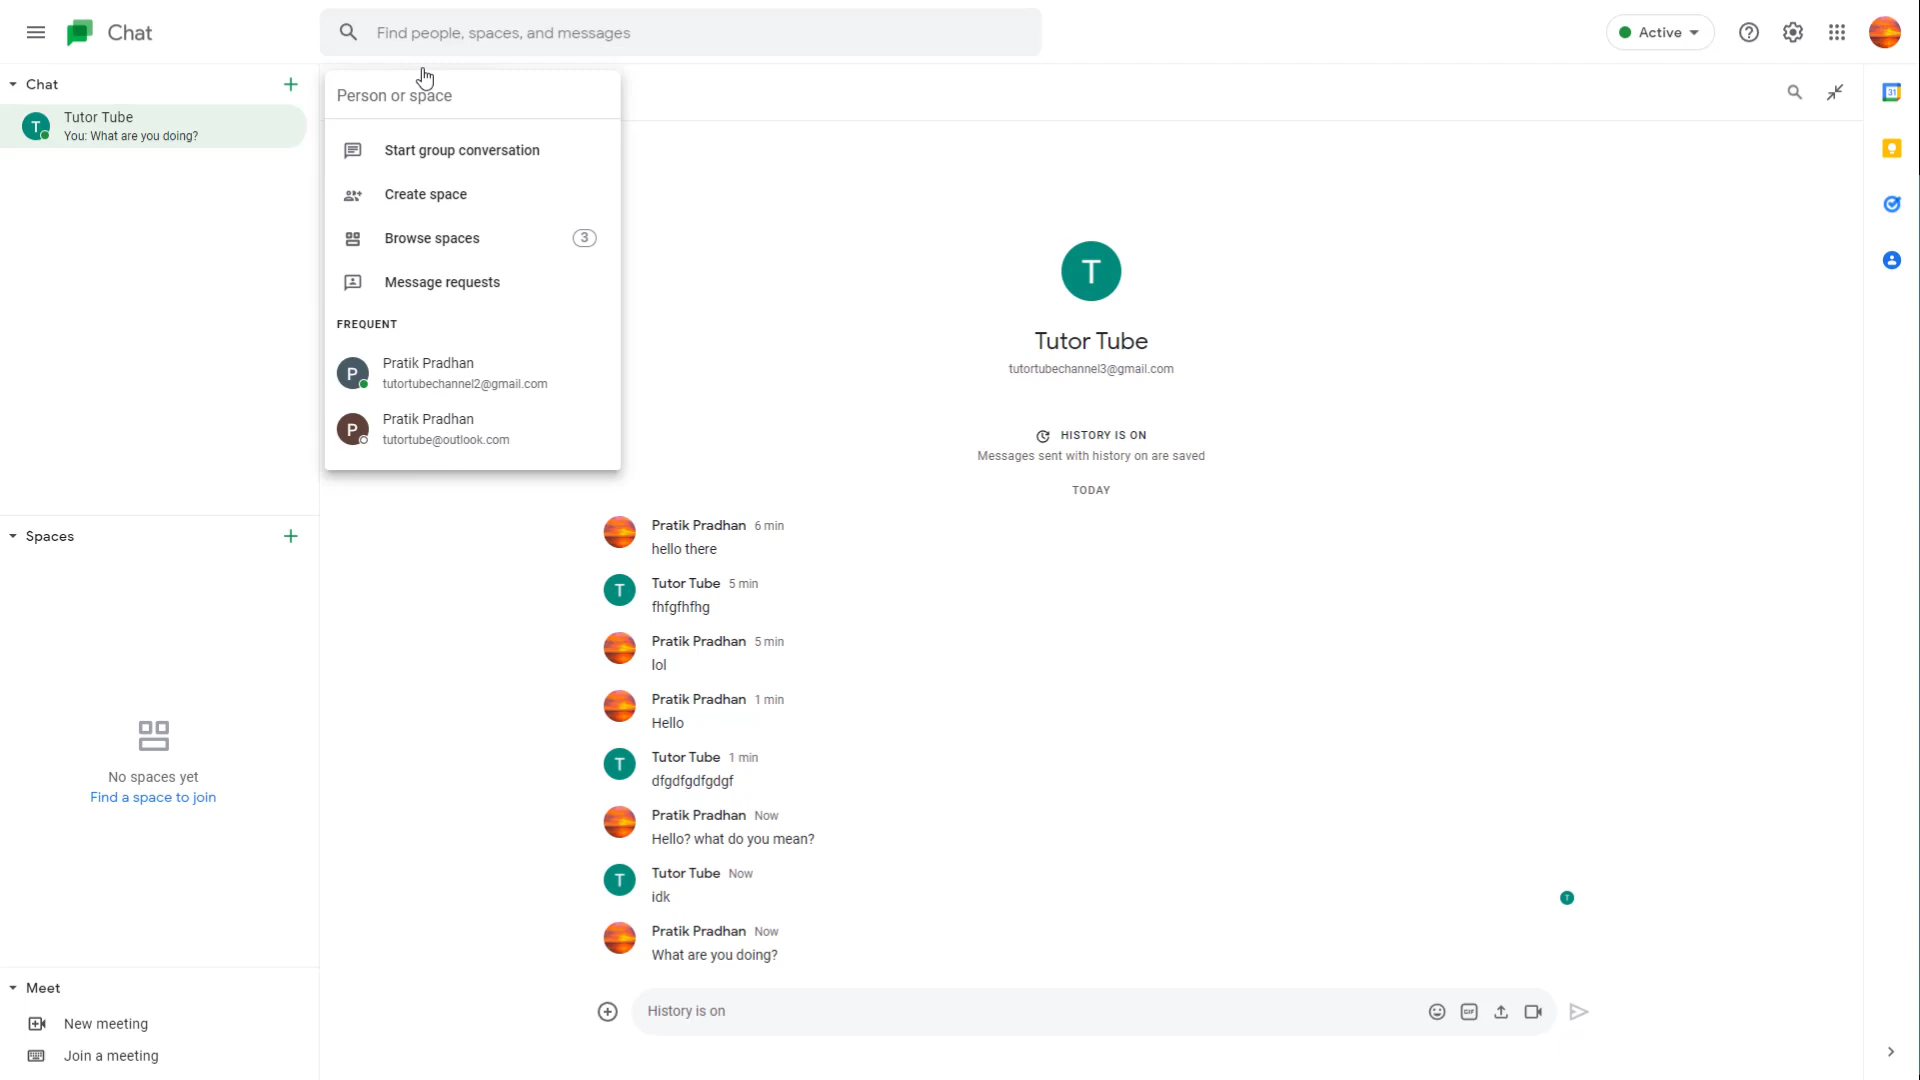 Chat
Find people, spaces, and messages
Active
Chat
T
Tutor Tube
You: What are you doing?
Person or space
Start group conversation
Create space
Browse spaces
3
Message requests
FREQUENT
P
Pratik Pradhan
tutortubechannel2@gmail.com
P
Pratik Pradhan
tutortube@outlook.com
31
T
Tutor Tube
tutortubechannel3@gmail.com
HISTORY IS ON
Messages sent with history on are saved
TODAY
Pratik Pradhan 6 min
hello there
T
Tutor Tube 5 min
fhfgfhfhg
Pratik Pradhan 5 min
lol
Pratik Pradhan 1 min
Hello
T
Tutor Tube 1 min
dfgdfgdfgdgf
Pratik Pradhan Now
Hello? what do you mean?
T
Tutor Tube Now
idk
T
Pratik Pradhan Now
What are you doing?
History is on
GIF
Spaces
No spaces yet
Find a space to join
Meet
New meeting
Join a meeting